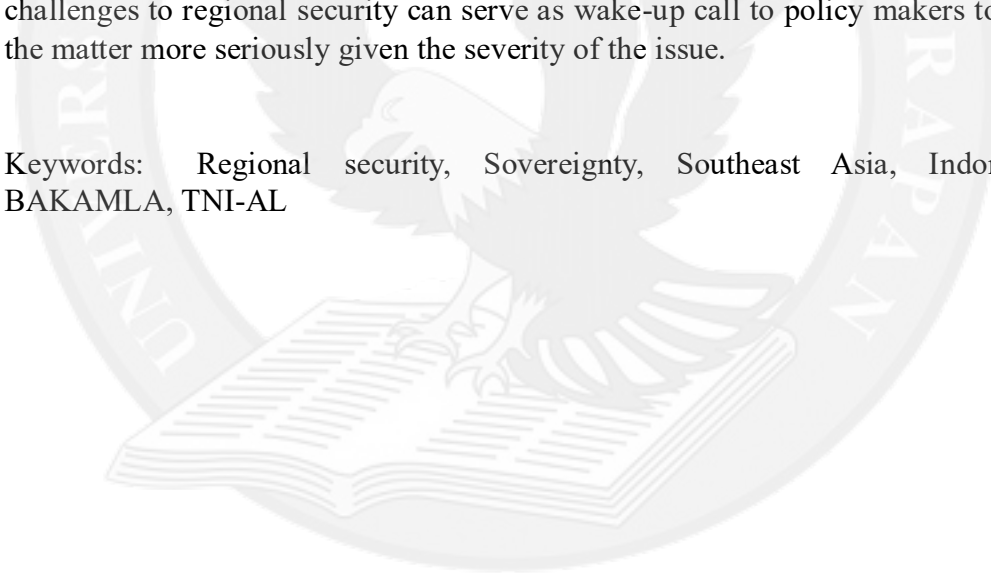 challenges to regional security can serve as wake-up call to policy makers to
the matter more seriously given the severity of the issue.
Keywords: Regional security, Sovereignty, Southeast Asia,
BAKAMLA, TNI-AL